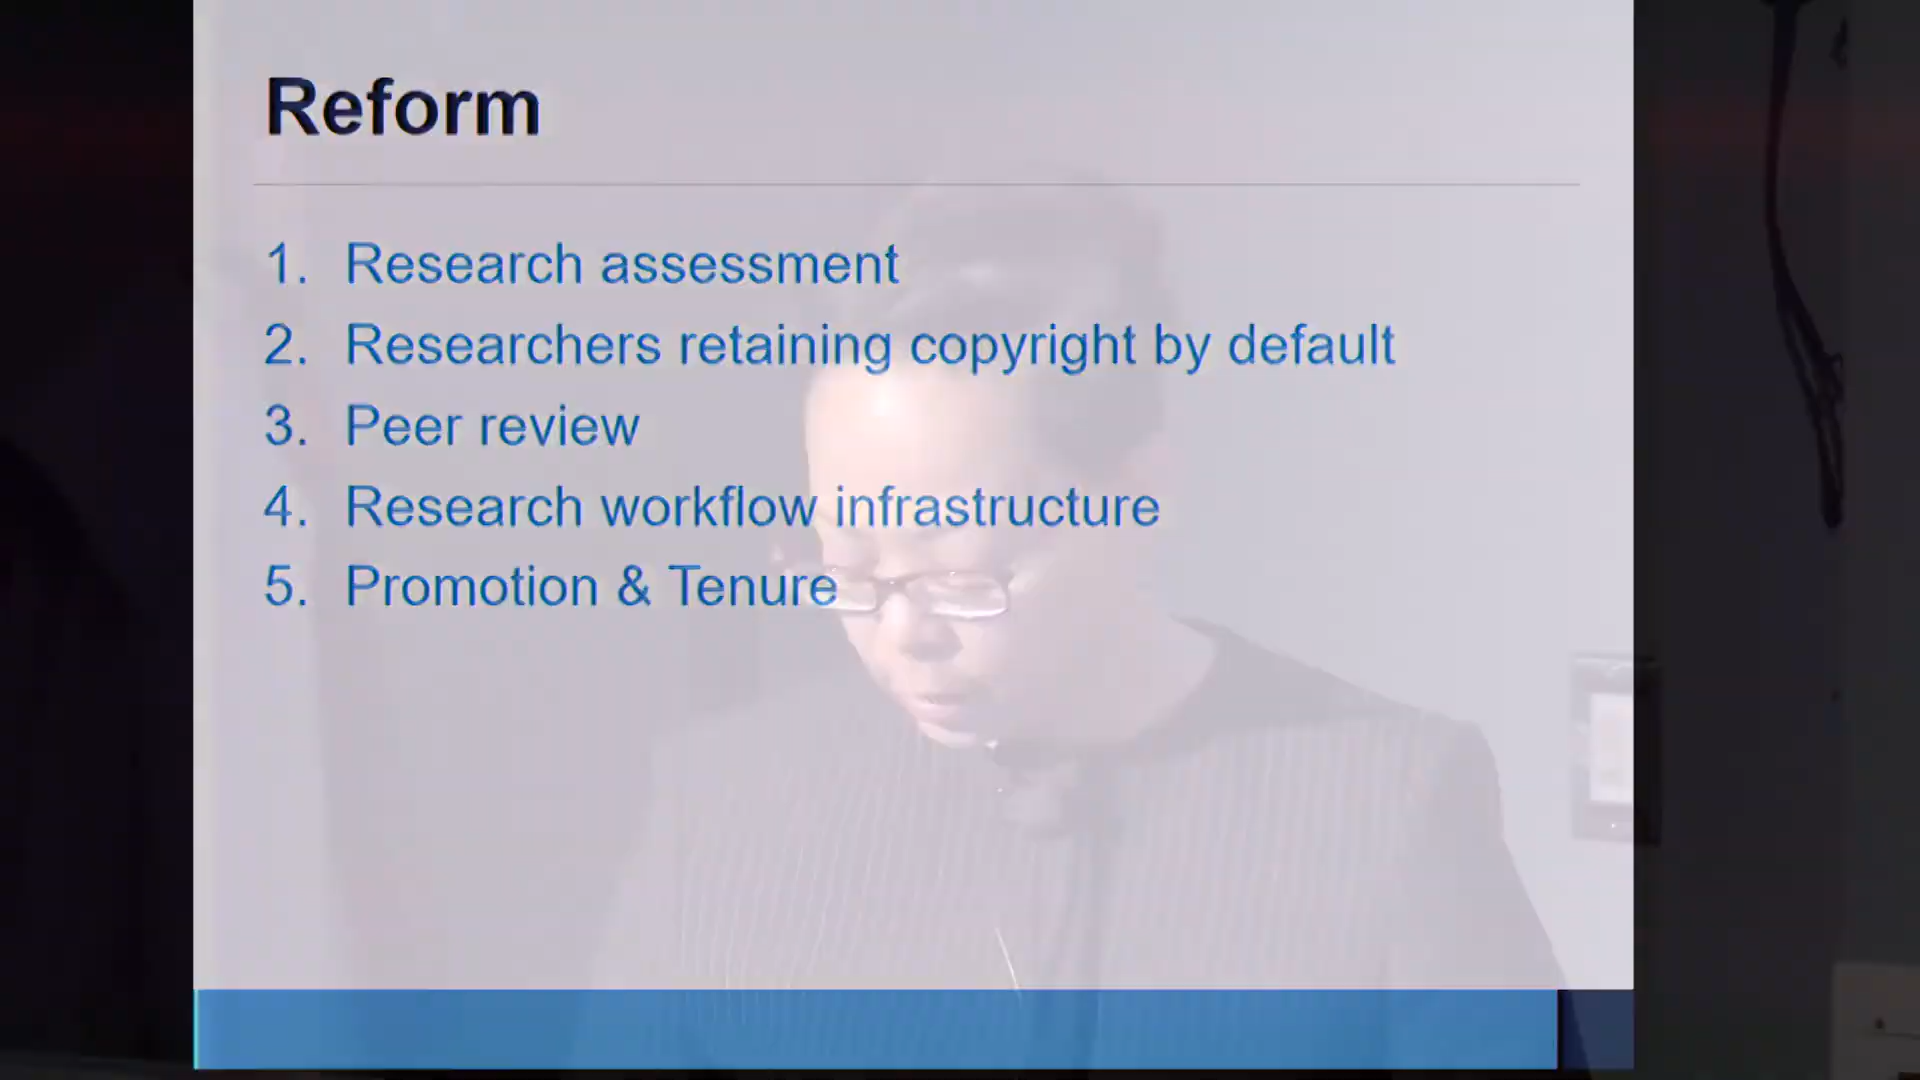 Reform
1. Research assessment
2. Researchers retaining copyright by default
3. Peer review
4. Research workflow infrastructure
5. Promotion & Tenure